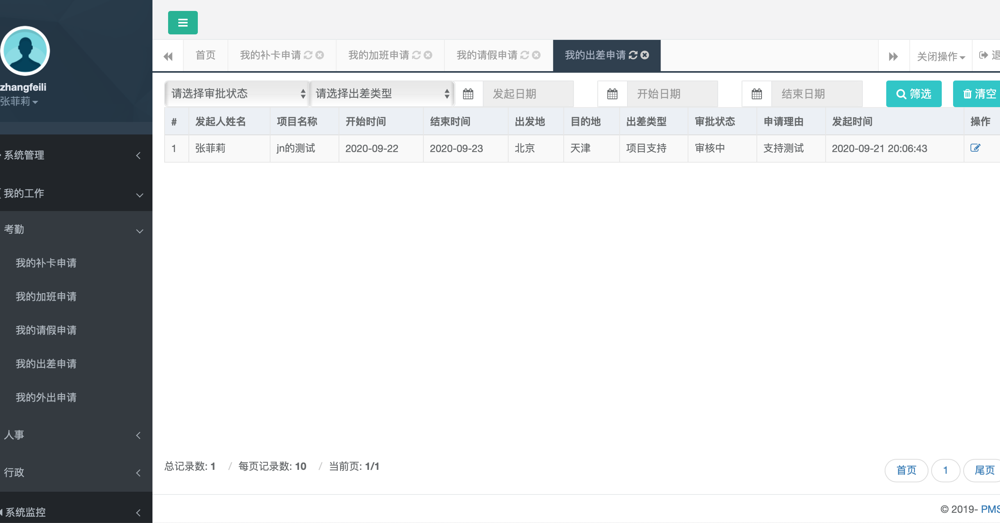 zhangfeili
张菲莉
系统管理
我的工作
考勤
我的补卡申请
我的加班申请
我的请假申请
我的出差申请
我的外出申请
人事
行政
系统监控
首页 我的补卡申请 我的加班申请 我的请假申请 我的出差申请 关闭操作 退
请选择审批状态 请选择出差类型 发起日期 开始日期 结束日期 筛选 清空
# 发起人姓名 项目名称 开始时间 结束时间 出发地 目的地 出差类型 审批状态 申请理由 发起时间 操作
1 张菲莉 jn的测试 2020-09-22 2020-09-23 北京 天津 项目支持 审核中 支持测试 2020-09-21 20:06:43
总记录数: 1 / 每页记录数: 10 / 当前页: 1/1
首页 1 尾页
© 2019- PMS